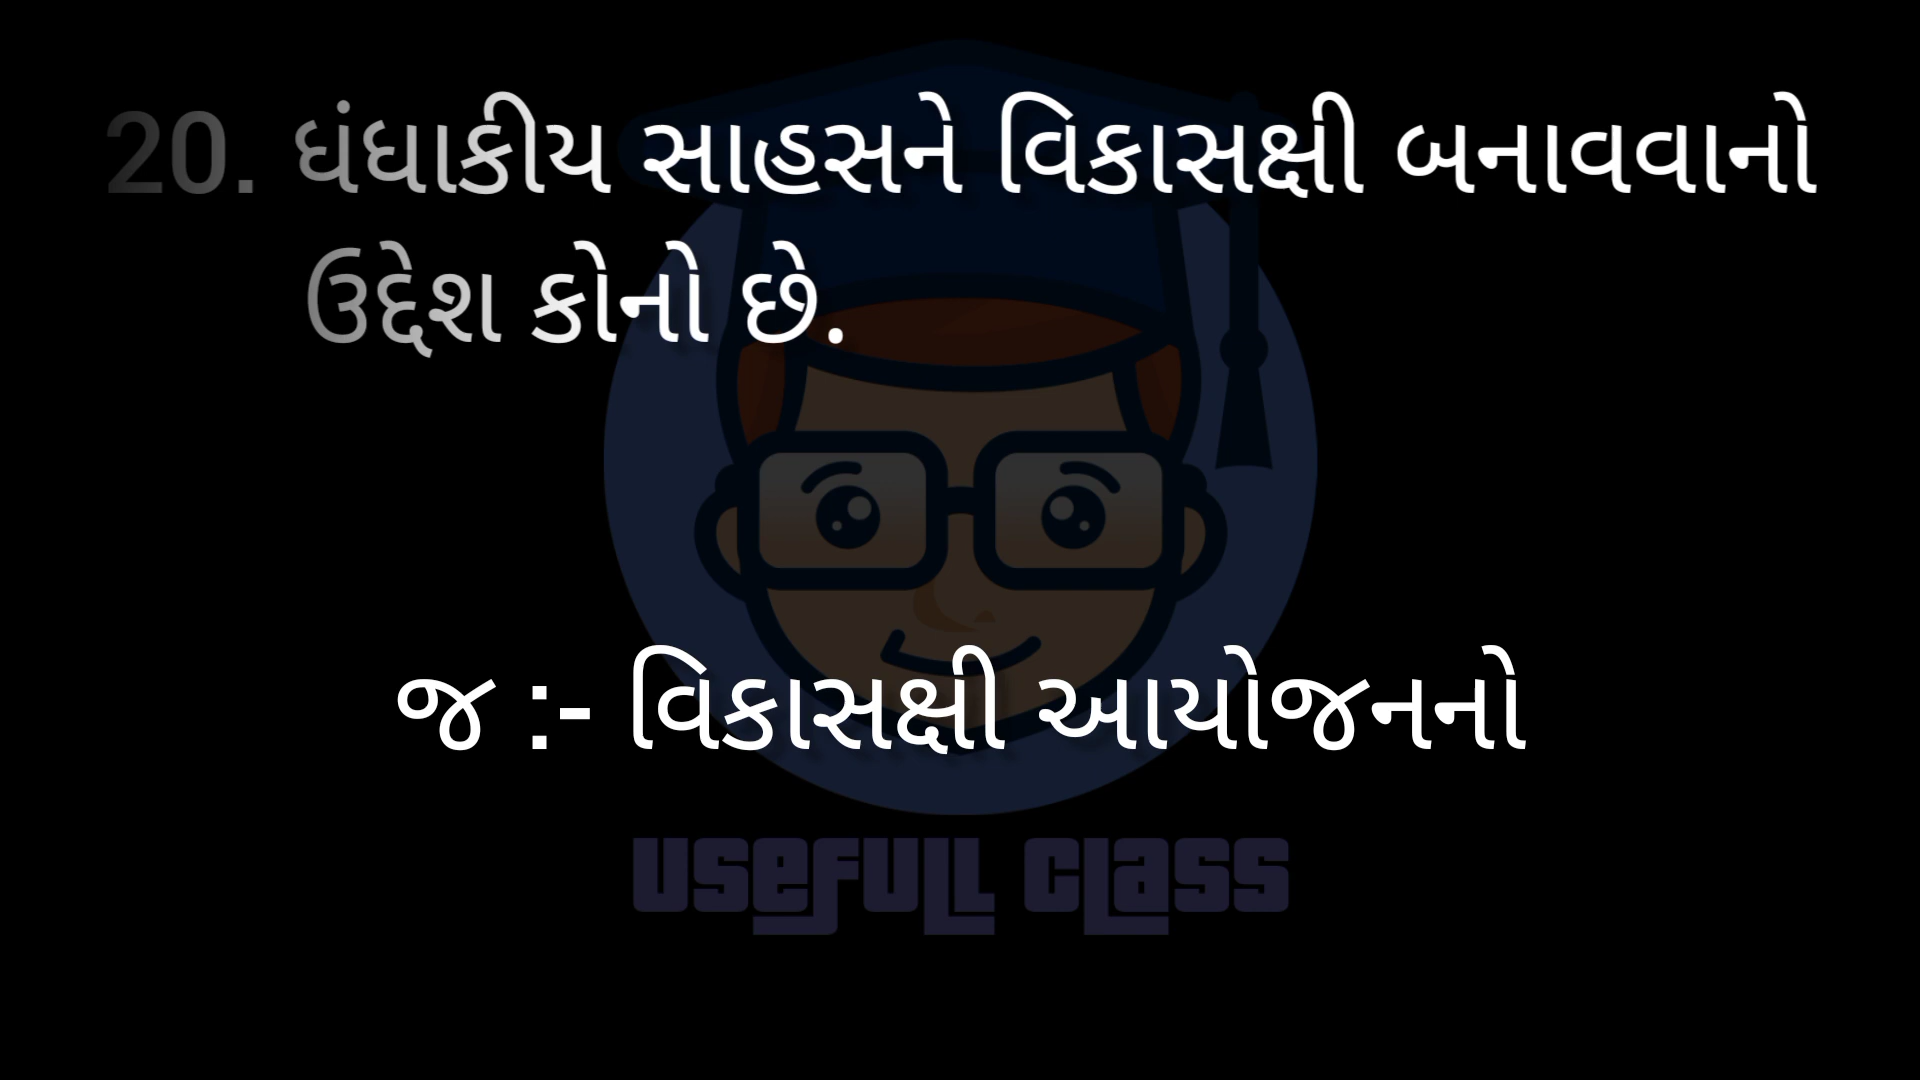 20. ધંધાકીય સાહસને વિકાસક્ષી બનાવવાનો
ઉદ્દેશ કોનો છે.
જ :- વિકાસક્ષી આયોજનનો
USEFULL CLASS